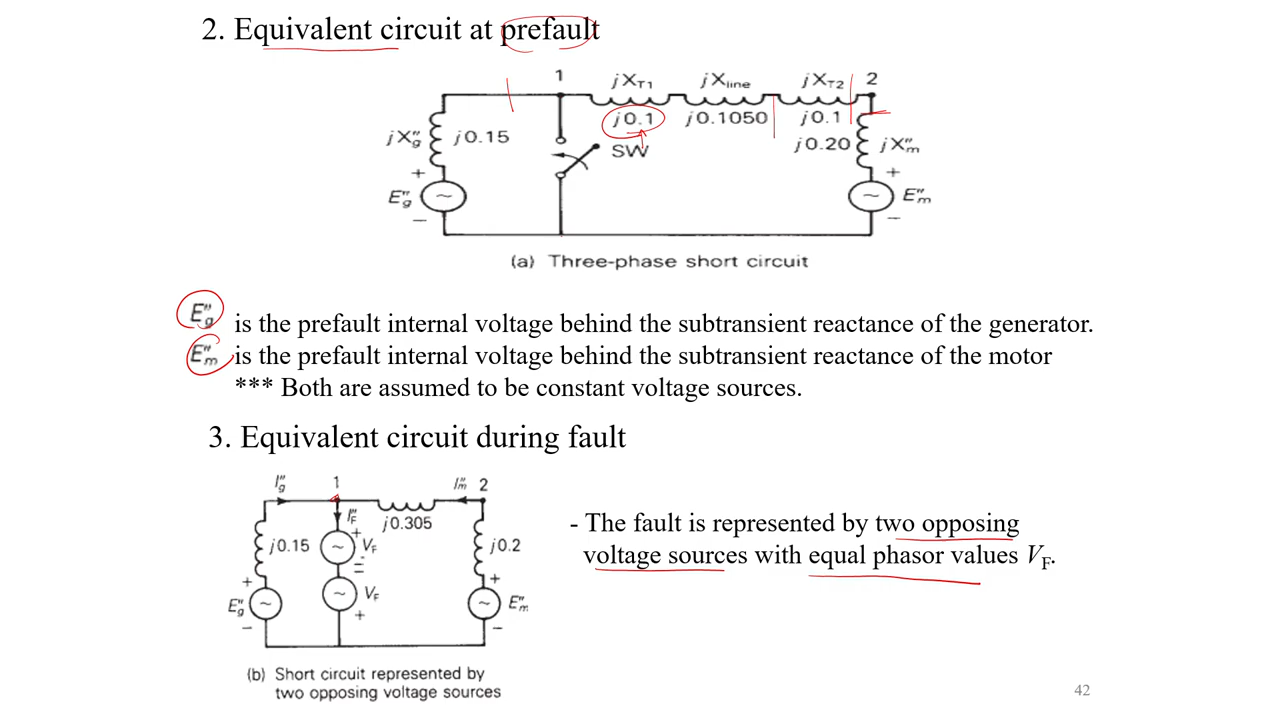 2. Equivalent circuit at prefault
1 jXT1 jXline jXT2 2
j0.1 j0.1050 j0.1
jX"g j0.15 SW j0.20 jX"m
+ +
E"g ~ ~ E"m
− −
(a) Three-phase short circuit
E"g is the prefault internal voltage behind the subtransient reactance of the generator.
E"m is the prefault internal voltage behind the subtransient reactance of the motor
*** Both are assumed to be constant voltage sources.
3. Equivalent circuit during fault
I"g 1 I"m 2
I"F j0.305
+
j0.15 ~ VF j0.2
−
−
+ ~ VF +
E"g ~ + ~ E"m
− −
- The fault is represented by two opposing
voltage sources with equal phasor values VF.
(b) Short circuit represented by
two opposing voltage sources
42